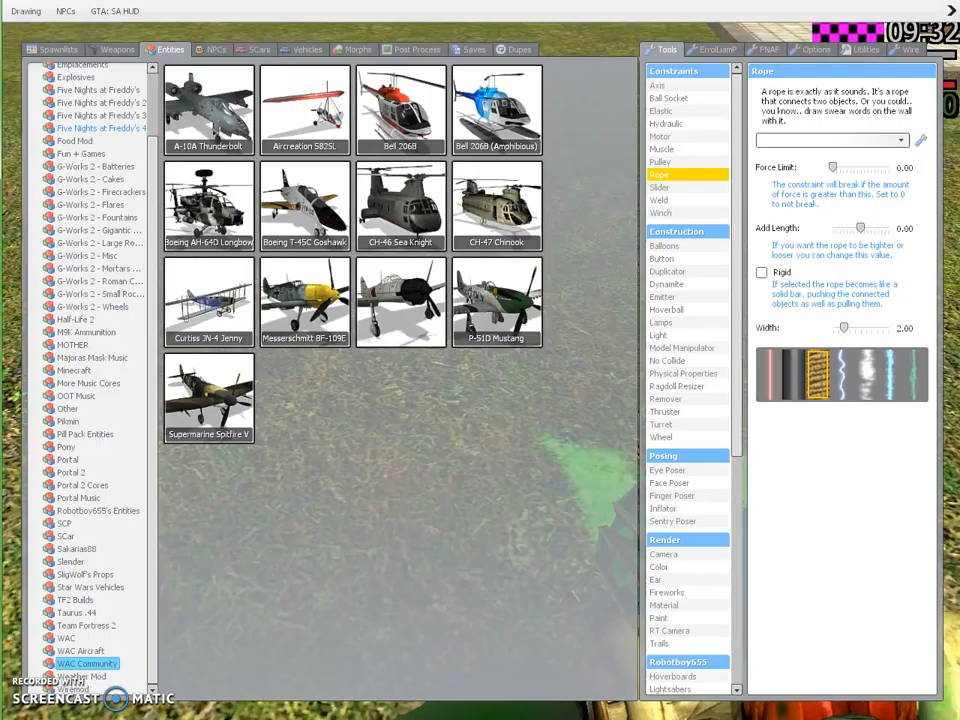 Drawing NPCs GTA: SA HUD
09:32
Spawnlists Weapons Entities NPCs SCars Vehicles Morphs Post Process Saves Dupes
Tools ErrolLiamP FNAF Options Utilities Wire
Emplacements
Explosives
Five Nights at Freddy's
Five Nights at Freddy's 2
Five Nights at Freddy's 3
Five Nights at Freddy's 4
Food Mod
Fun + Games
G-Works 2 - Batteries
G-Works 2 - Cakes
G-Works 2 - Firecrackers
G-Works 2 - Flares
G-Works 2 - Fountains
G-Works 2 - Gigantic ...
G-Works 2 - Large Ro...
G-Works 2 - Misc
G-Works 2 - Mortars ...
G-Works 2 - Roman C...
G-Works 2 - Small Roc...
G-Works 2 - Wheels
Half-Life 2
M9K Ammunition
MOTHER
Majoras Mask Music
Minecraft
More Music Cores
OOT Music
Other
Pikmin
Pill Pack Entities
Pony
Portal
Portal 2
Portal 2 Cores
Portal Music
Robotboy655's Entities
SCP
SCar
Sakarias88
Slender
SligWolf's Props
Star Wars Vehicles
TF2 Builds
Taurus .44
Team Fortress 2
WAC
WAC Aircraft
WAC Community
Weather Mod
Wiremod
A-10A Thunderbolt
Aircreation 582SL
Bell 206B
Bell 206B (Amphibious)
Boeing AH-64D Longbow
Boeing T-45C Goshawk
CH-46 Sea Knight
CH-47 Chinook
Curtiss JN-4 Jenny
Messerschmitt BF-109E
P-51D Mustang
Supermarine Spitfire V
Constraints
Axis
Ball Socket
Elastic
Hydraulic
Motor
Muscle
Pulley
Rope
Slider
Weld
Winch
Construction
Balloons
Button
Duplicator
Dynamite
Emitter
Hoverball
Lamps
Light
Model Manipulator
No Collide
Physical Properties
Ragdoll Resizer
Remover
Thruster
Turret
Wheel
Posing
Eye Poser
Face Poser
Finger Poser
Inflator
Sentry Poser
Render
Camera
Color
Ear
Fireworks
Material
Paint
RT Camera
Trails
Robotboy655
Hoverboards
Lightsabers
Rope
A rope is exactly as it sounds. It's a rope
that connects two objects. Or you could..
you know.. draw swear words on the wall
with it.
Force Limit: 0.00
The constraint will break if the amount
of force is greater than this. Set to 0
to not break.
Add Length: 0.00
If you want the rope to be tighter or
looser you can change this value.
Rigid
If selected the rope becomes like a
solid bar, pushing the connected
objects as well as pulling them.
Width: 2.00
RECORDED WITH
SCREENCAST MATIC